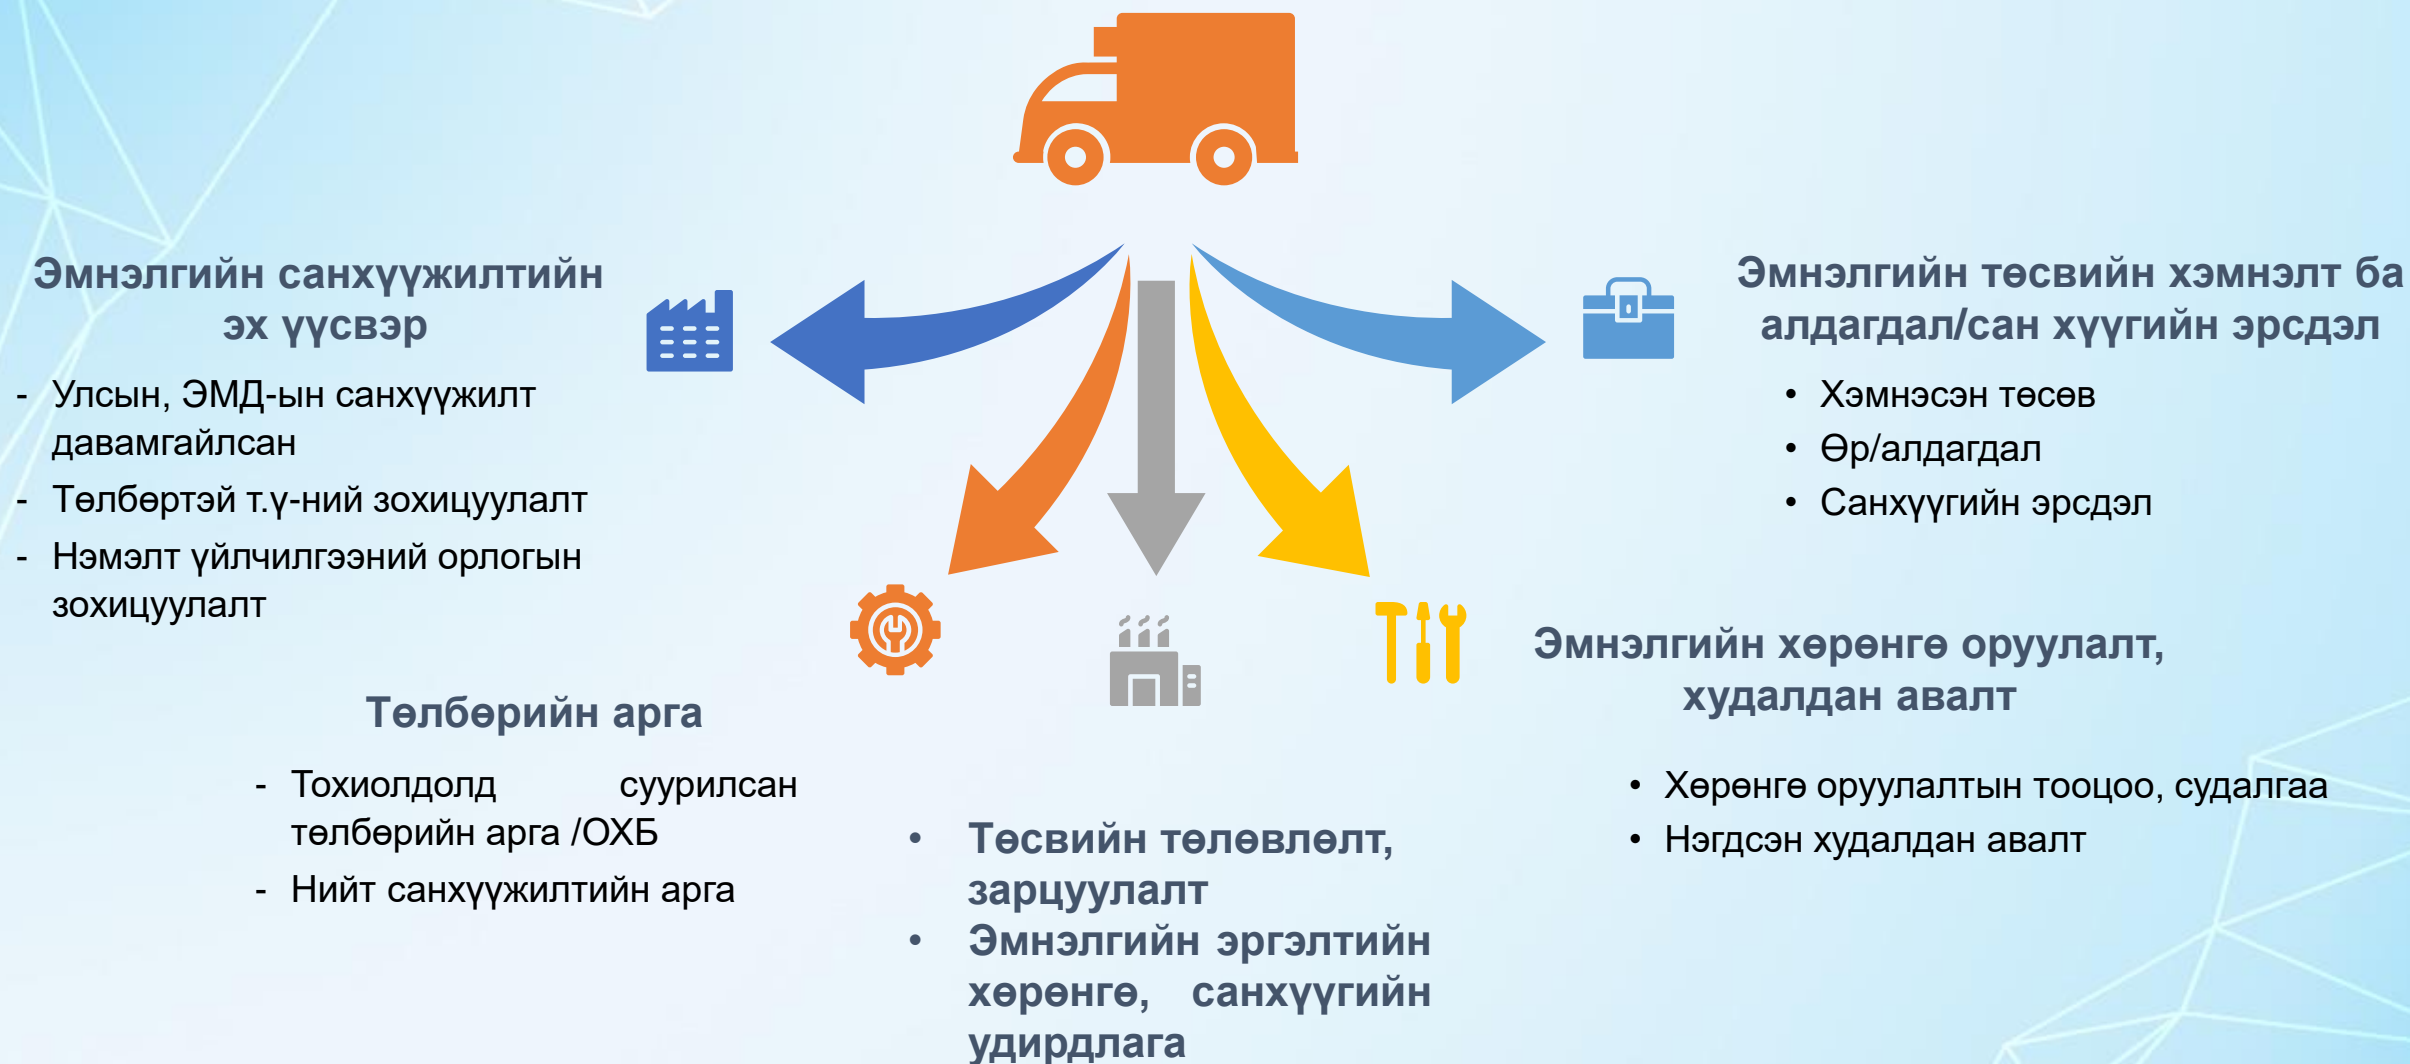 Эмнэлгийн санхүүжилтийн
эх үүсвэр
- Улсын, ЭМД-ын санхүүжилт
давамгайлсан
- Төлбөртэй т.ү-ний зохицуулалт
- Нэмэлт үйлчилгээний орлогын
зохицуулалт
Төлбөрийн арга
- Тохиолдолд суурилсан
төлбөрийн арга /ОХБ
- Нийт санхүүжилтийн арга
• Төсвийн төлөвлөлт,
зарцуулалт
• Эмнэлгийн эргэлтийн
хөрөнгө, санхүүгийн
удирдлага
Эмнэлгийн хөрөнгө оруулалт,
худалдан авалт
• Хөрөнгө оруулалтын тооцоо, судалгаа
• Нэгдсэн худалдан авалт
Эмнэлгийн төсвийн хэмнэлт ба
алдагдал/сан хүүгийн эрсдэл
• Хэмнэсэн төсөв
• Өр/алдагдал
• Санхүүгийн эрсдэл